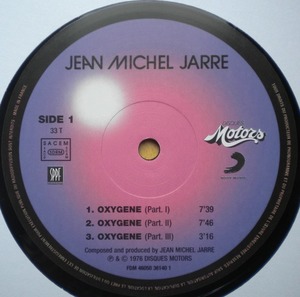 JEAN MICHEL JARRE
SIDE 1
33 T
DISQUES
Motors
SACEM
1. OXYGENE (Part. I) 7'39
2. OXYGENE (Part. II) 7'46
3. OXYGENE (Part. III) 3'16
Composed and produced by JEAN MICHEL JARRE
℗ & © 1976 DISQUES MOTORS